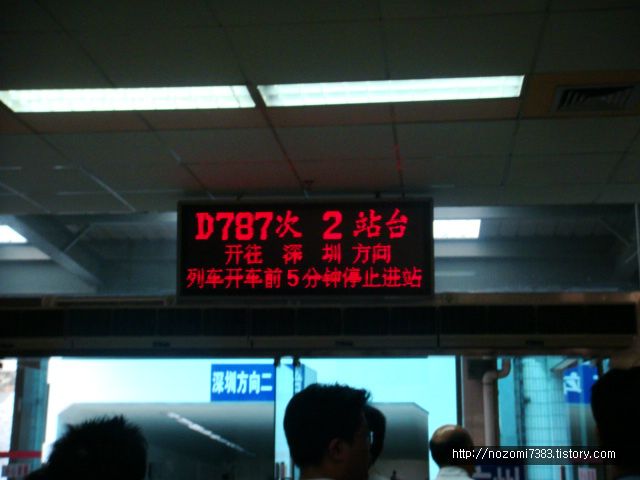 D787次 2 站台
开往 深 圳 方向
列车开车前5分钟停止进站
深圳方向二
http://nozomi7383.tistory.com